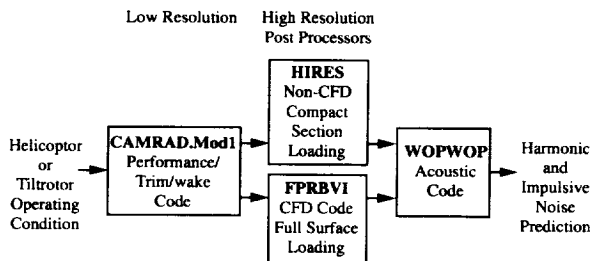 Low Resolution
High Resolution
Post Processors
Helicoptor
or
Tiltrotor
Operating
Condition
CAMRAD.Mod1
Performance/
Trim/wake
Code
HIRES
Non-CFD
Compact
Section
Loading
FPRBVI
CFD Code
Full Surface
Loading
WOPWOP
Acoustic
Code
Harmonic
and
Impulsive
Noise
Prediction